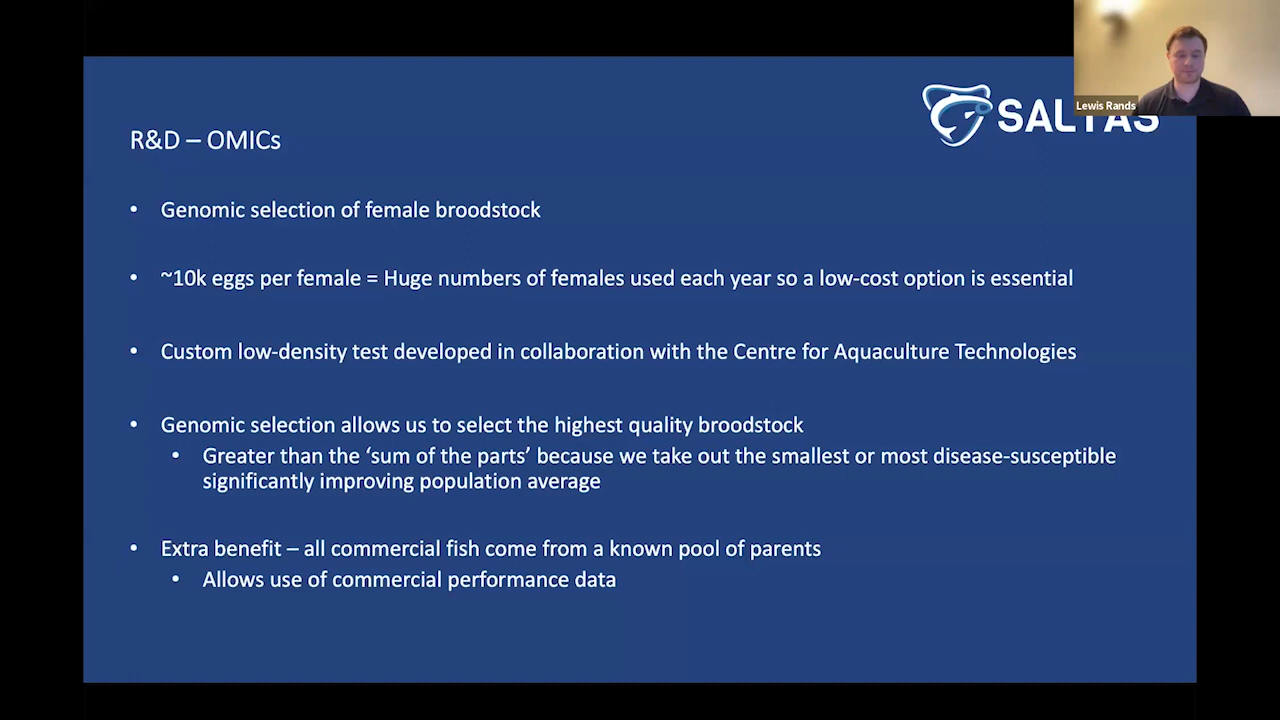 Lewis Rands
SALTAS
R&D – OMICs
• Genomic selection of female broodstock
• ~10k eggs per female = Huge numbers of females used each year so a low-cost option is essential
• Custom low-density test developed in collaboration with the Centre for Aquaculture Technologies
• Genomic selection allows us to select the highest quality broodstock
• Greater than the ‘sum of the parts’ because we take out the smallest or most disease-susceptible
significantly improving population average
• Extra benefit – all commercial fish come from a known pool of parents
• Allows use of commercial performance data